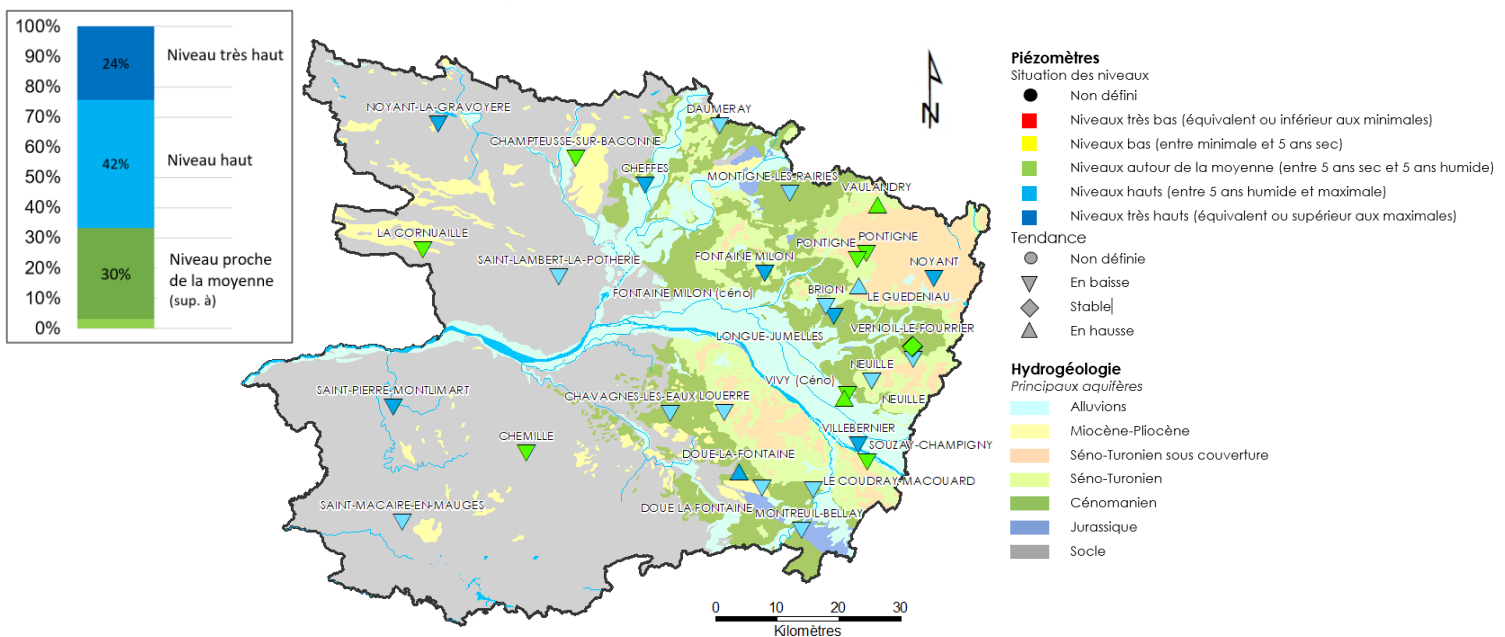 100%
90%
80%
70%
60%
50%
40%
30%
20%
10%
0%
24%
42%
30%
Niveau très haut
Niveau haut
Niveau proche
de la moyenne
(sup. à)
NOYANT-LA-GRAVOYERE
CHAMPTEUSSE-SUR-BACONNE
DAUMERAY
CHEFFES
MONTIGNE-LES-RAIRIES
VAULANDRY
LA CORNUAILLE
PONTIGNE
PONTIGNE
SAINT-LAMBERT-LA-POTHERIE
FONTAINE MILON
NOYANT
FONTAINE MILON (céno)
BRION
LE GUEDENIAU
LONGUE-JUMELLES
VERNOIL-LE-FOURRIER
NEUILLE
VIVY (Céno)
SAINT-PIERRE-MONTLIMART
CHAVAGNES-LES-EAUX
LOUERRE
NEUILLE
VILLEBERNIER
CHEMILLE
SOUZAY-CHAMPIGNY
DOUE-LA-FONTAINE
LE COUDRAY-MACOUARD
SAINT-MACAIRE-EN-MAUGES
DOUE LA FONTAINE
MONTREUIL-BELLAY
N
0 10 20 30
Kilomètres
Piézomètres
Situation des niveaux
Non défini
Niveaux très bas (équivalent ou inférieur aux minimales)
Niveaux bas (entre minimale et 5 ans sec)
Niveaux autour de la moyenne (entre 5 ans sec et 5 ans humide)
Niveaux hauts (entre 5 ans humide et maximale)
Niveaux très hauts (équivalent ou supérieur aux maximales)
Tendance
Non définie
En baisse
Stable
En hausse
Hydrogéologie
Principaux aquifères
Alluvions
Miocène-Pliocène
Séno-Turonien sous couverture
Séno-Turonien
Cénomanien
Jurassique
Socle